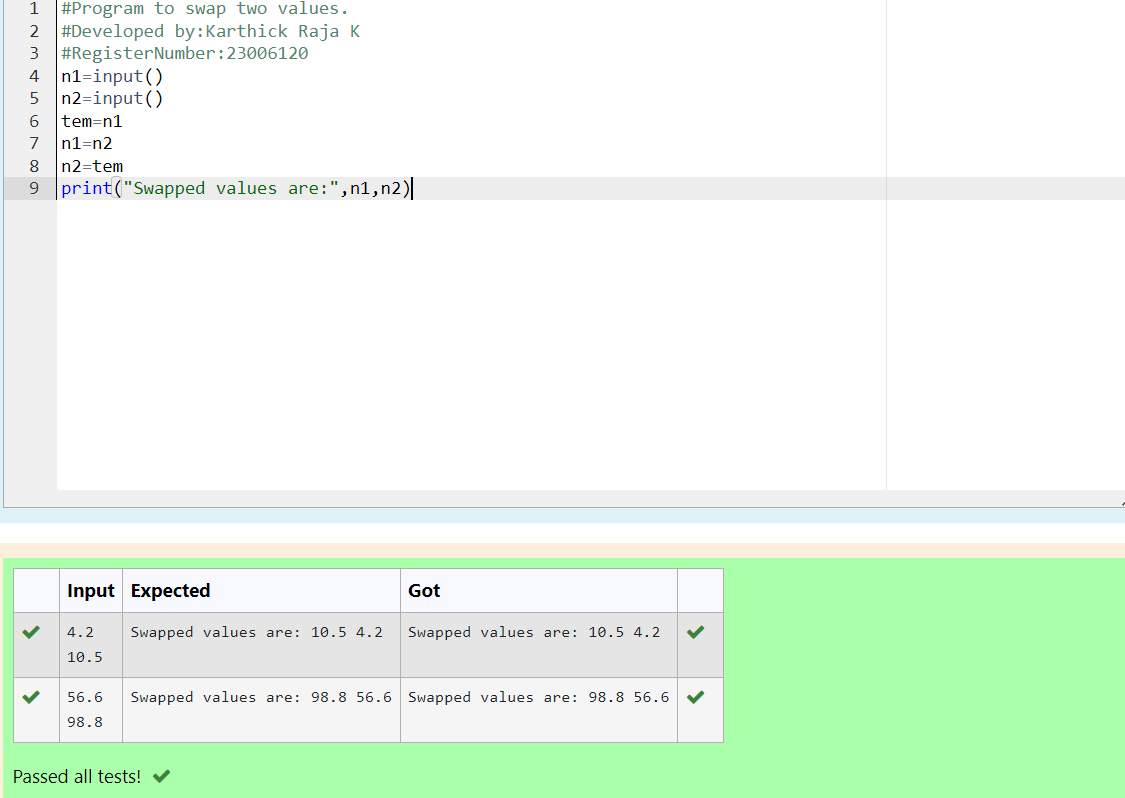 1 #Program to swap two values.
2 #Developed by:Karthick Raja K
3 #RegisterNumber:23006120
4 n1=input()
5 n2=input()
6 tem=n1
7 n1=n2
8 n2=tem
9 print("Swapped values are:",n1,n2)
Input Expected Got
4.2 Swapped values are: 10.5 4.2 Swapped values are: 10.5 4.2
10.5
56.6 Swapped values are: 98.8 56.6 Swapped values are: 98.8 56.6
98.8
Passed all tests!